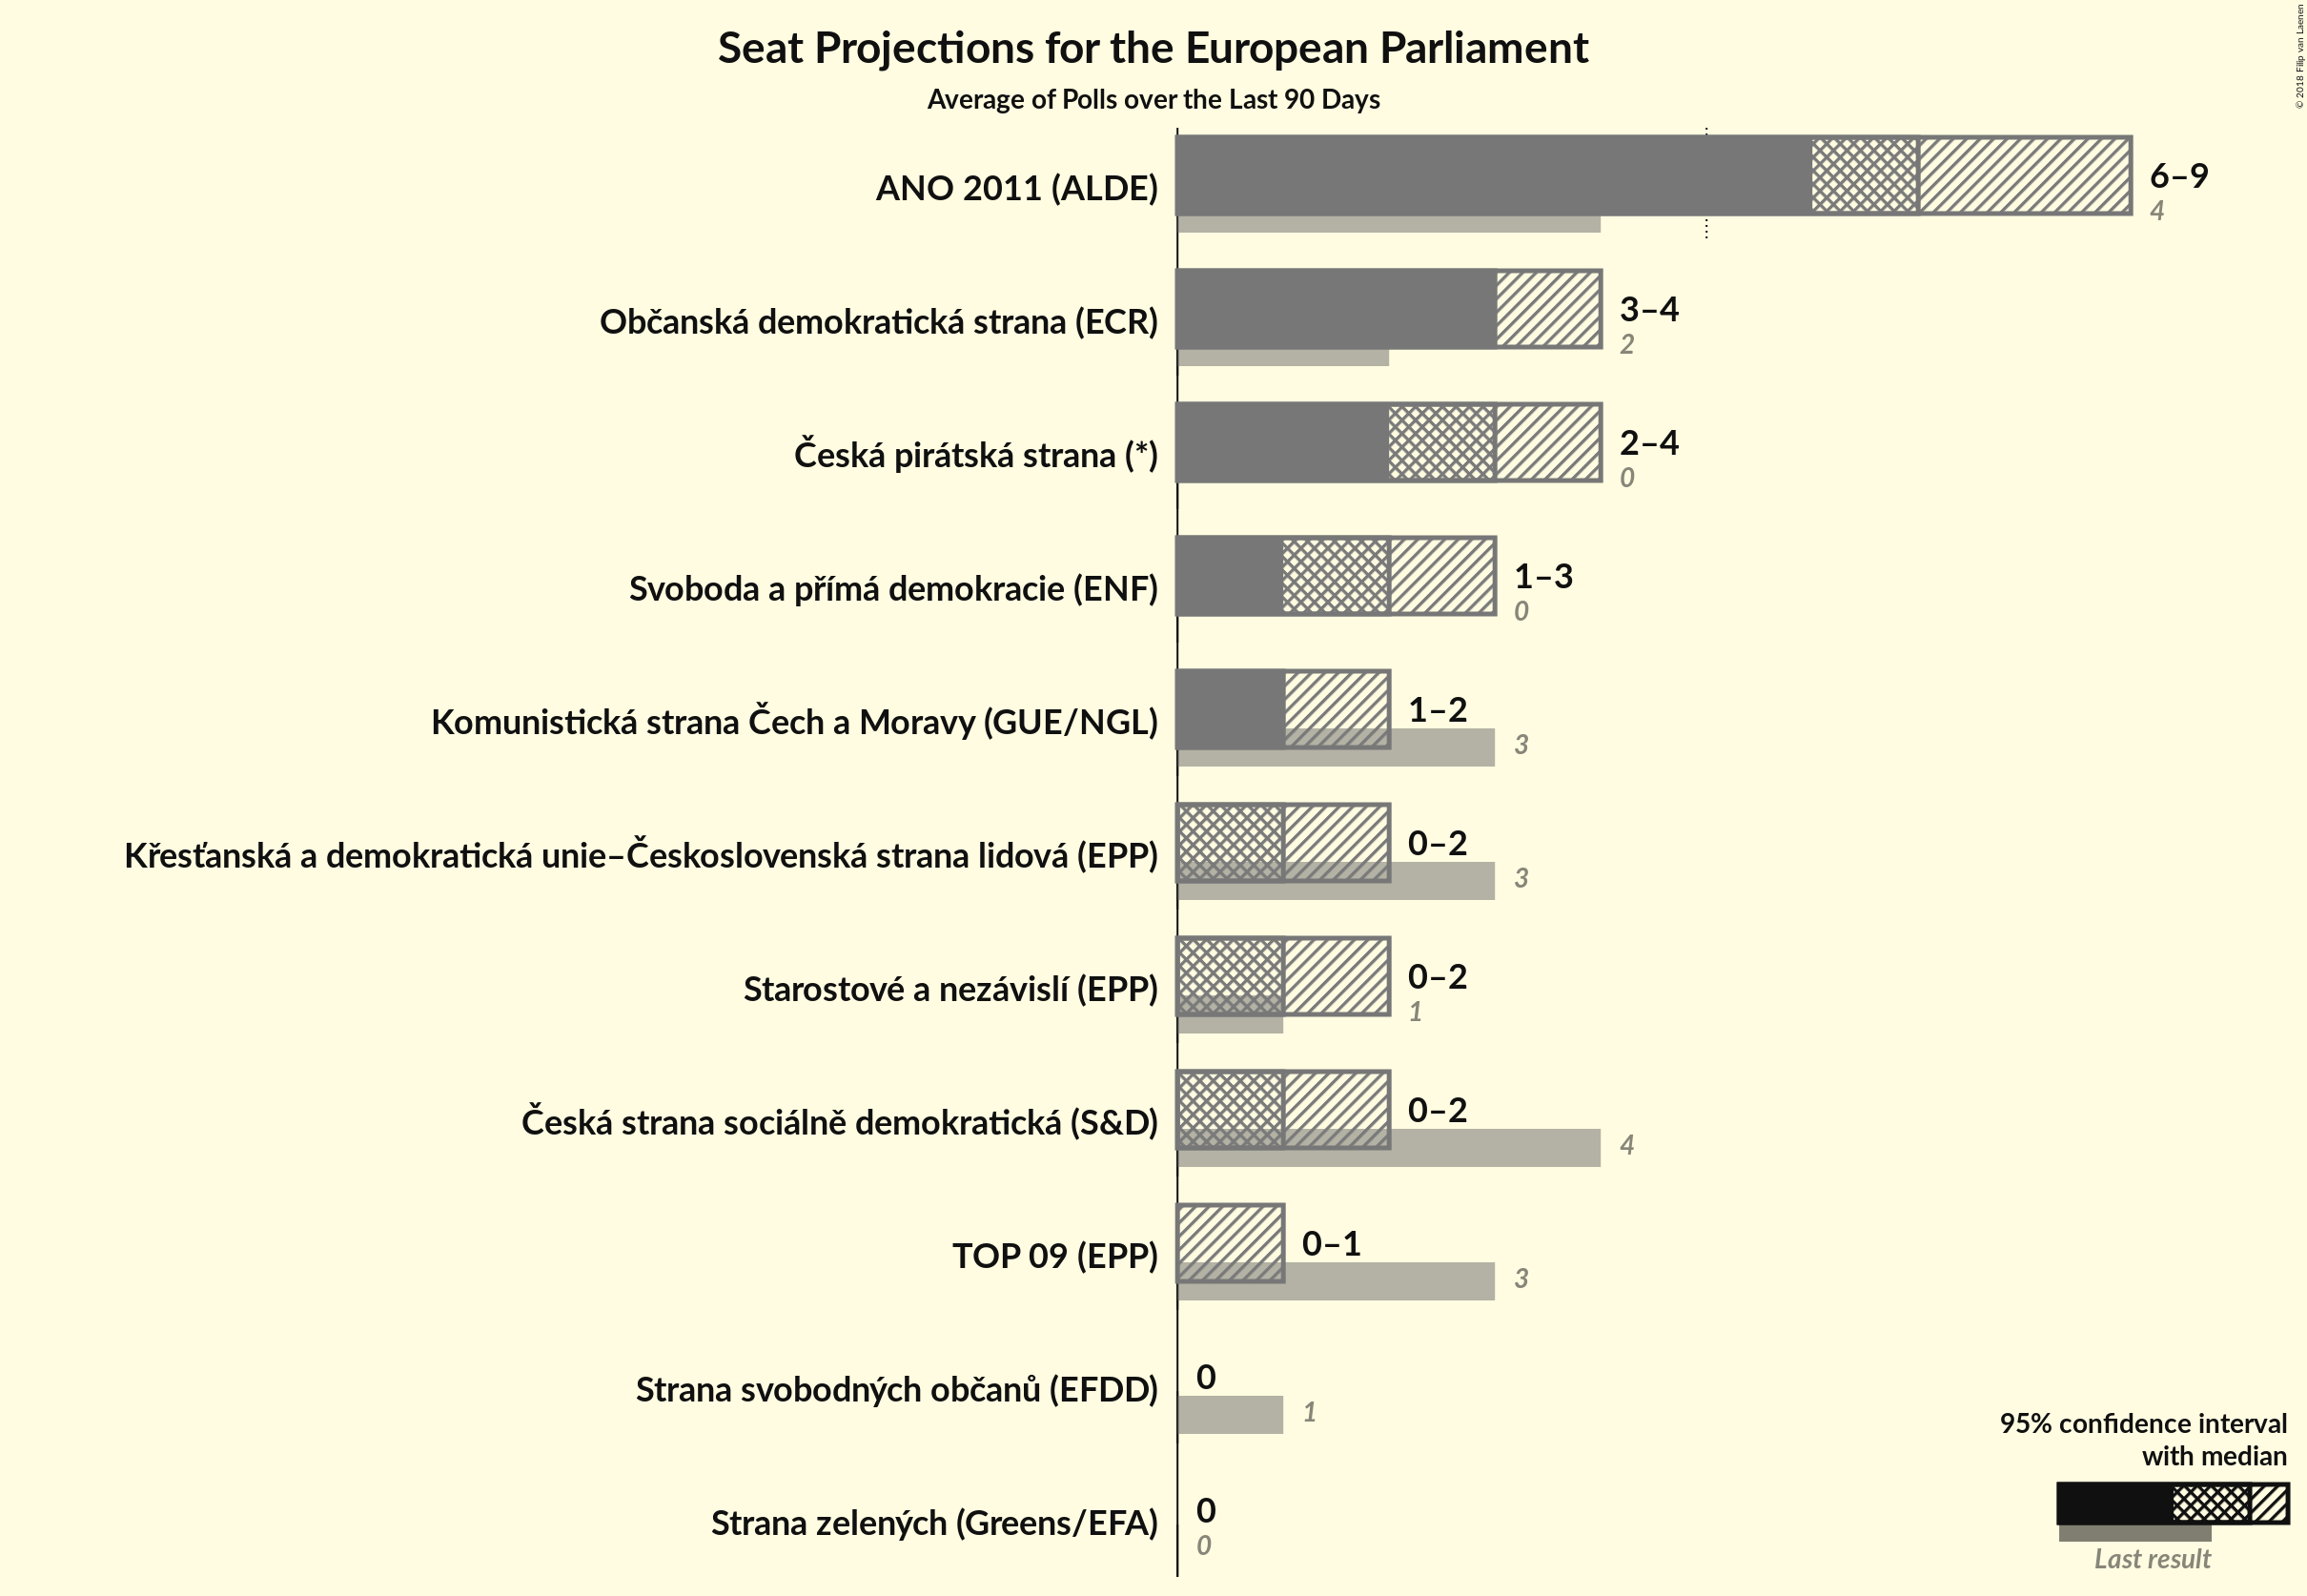 Seat Projections for the European Parliament
Average of Polls over the Last 90 Days
© 2018 Filip van Laenen
ANO 2011 (ALDE)
6–9
4
Občanská demokratická strana (ECR)
3–4
2
Česká pirátská strana (*)
2–4
0
Svoboda a přímá demokracie (ENF)
1–3
0
Komunistická strana Čech a Moravy (GUE/NGL)
1–2
3
Křesťanská a demokratická unie–Československá strana lidová (EPP)
0–2
3
Starostové a nezávislí (EPP)
0–2
1
Česká strana sociálně demokratická (S&D)
0–2
4
TOP 09 (EPP)
0–1
3
Strana svobodných občanů (EFDD)
0
1
Strana zelených (Greens/EFA)
0
0
95% confidence interval
with median
Last result